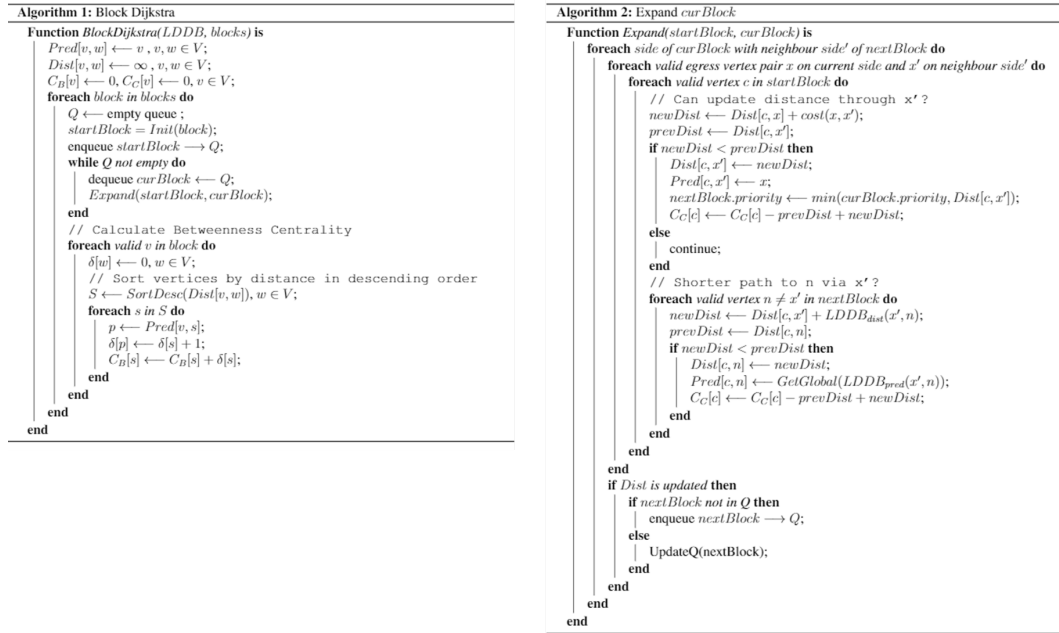 Algorithm 1: Block Dijkstra
Function BlockDijkstra(LDDB, blocks) is
Pred[v, w] ⟵ v , v, w ∈ V;
Dist[v, w] ⟵ ∞ , v, w ∈ V;
C_B[v] ⟵ 0, C_C[v] ⟵ 0, v ∈ V;
foreach block in blocks do
Q ⟵ empty queue ;
startBlock = Init(block);
enqueue startBlock ⟶ Q;
while Q not empty do
dequeue curBlock ⟵ Q;
Expand(startBlock, curBlock);
end
// Calculate Betweenness Centrality
foreach valid v in block do
δ[w] ⟵ 0, w ∈ V;
// Sort vertices by distance in descending order
S ⟵ SortDesc(Dist[v, w]), w ∈ V;
foreach s in S do
p ⟵ Pred[v, s];
δ[p] ⟵ δ[s] + 1;
C_B[s] ⟵ C_B[s] + δ[s];
end
end
end
end
Algorithm 2: Expand curBlock
Function Expand(startBlock, curBlock) is
foreach side of curBlock with neighbour side′ of nextBlock do
foreach valid egress vertex pair x on current side and x′ on neighbour side′ do
foreach valid vertex c in startBlock do
// Can update distance through x′?
newDist ⟵ Dist[c, x] + cost(x, x′);
prevDist ⟵ Dist[c, x′];
if newDist < prevDist then
Dist[c, x′] ⟵ newDist;
Pred[c, x′] ⟵ x;
nextBlock.priority ⟵ min(curBlock.priority, Dist[c, x′]);
C_C[c] ⟵ C_C[c] − prevDist + newDist;
else
continue;
end
// Shorter path to n via x′?
foreach valid vertex n ≠ x′ in nextBlock do
newDist ⟵ Dist[c, x′] + LDDB_dist(x′, n);
prevDist ⟵ Dist[c, n];
if newDist < prevDist then
Dist[c, n] ⟵ newDist;
Pred[c, n] ⟵ GetGlobal(LDDB_pred(x′, n));
C_C[c] ⟵ C_C[c] − prevDist + newDist;
end
end
end
end
if Dist is updated then
if nextBlock not in Q then
enqueue nextBlock ⟶ Q;
else
UpdateQ(nextBlock);
end
end
end
end